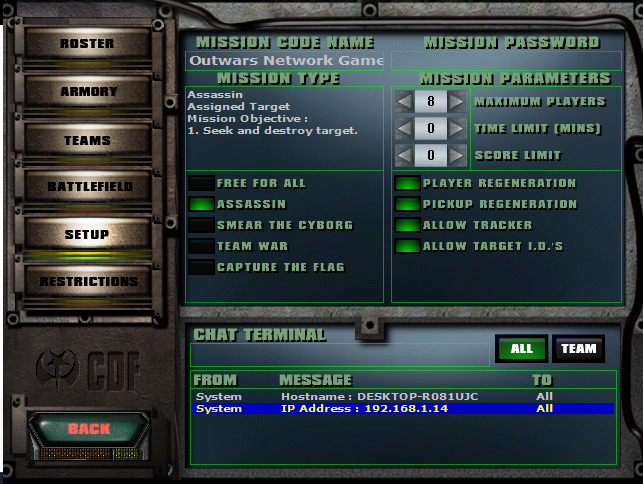 ROSTER
ARMORY
TEAMS
BATTLEFIELD
SETUP
RESTRICTIONS
CDF
BACK
MISSION CODE NAME
Outwars Network Game
MISSION TYPE
Assassin
Assigned Target
Mission Objective :
1. Seek and destroy target.
FREE FOR ALL
ASSASSIN
SMEAR THE CYBORG
TEAM WAR
CAPTURE THE FLAG
MISSION PASSWORD
MISSION PARAMETERS
8 MAXIMUM PLAYERS
0 TIME LIMIT (MINS)
0 SCORE LIMIT
PLAYER REGENERATION
PICKUP REGENERATION
ALLOW TRACKER
ALLOW TARGET I.D.'S
CHAT TERMINAL
ALL TEAM
FROM MESSAGE TO
System Hostname : DESKTOP-R081UJC All
System IP Address : 192.168.1.14 All